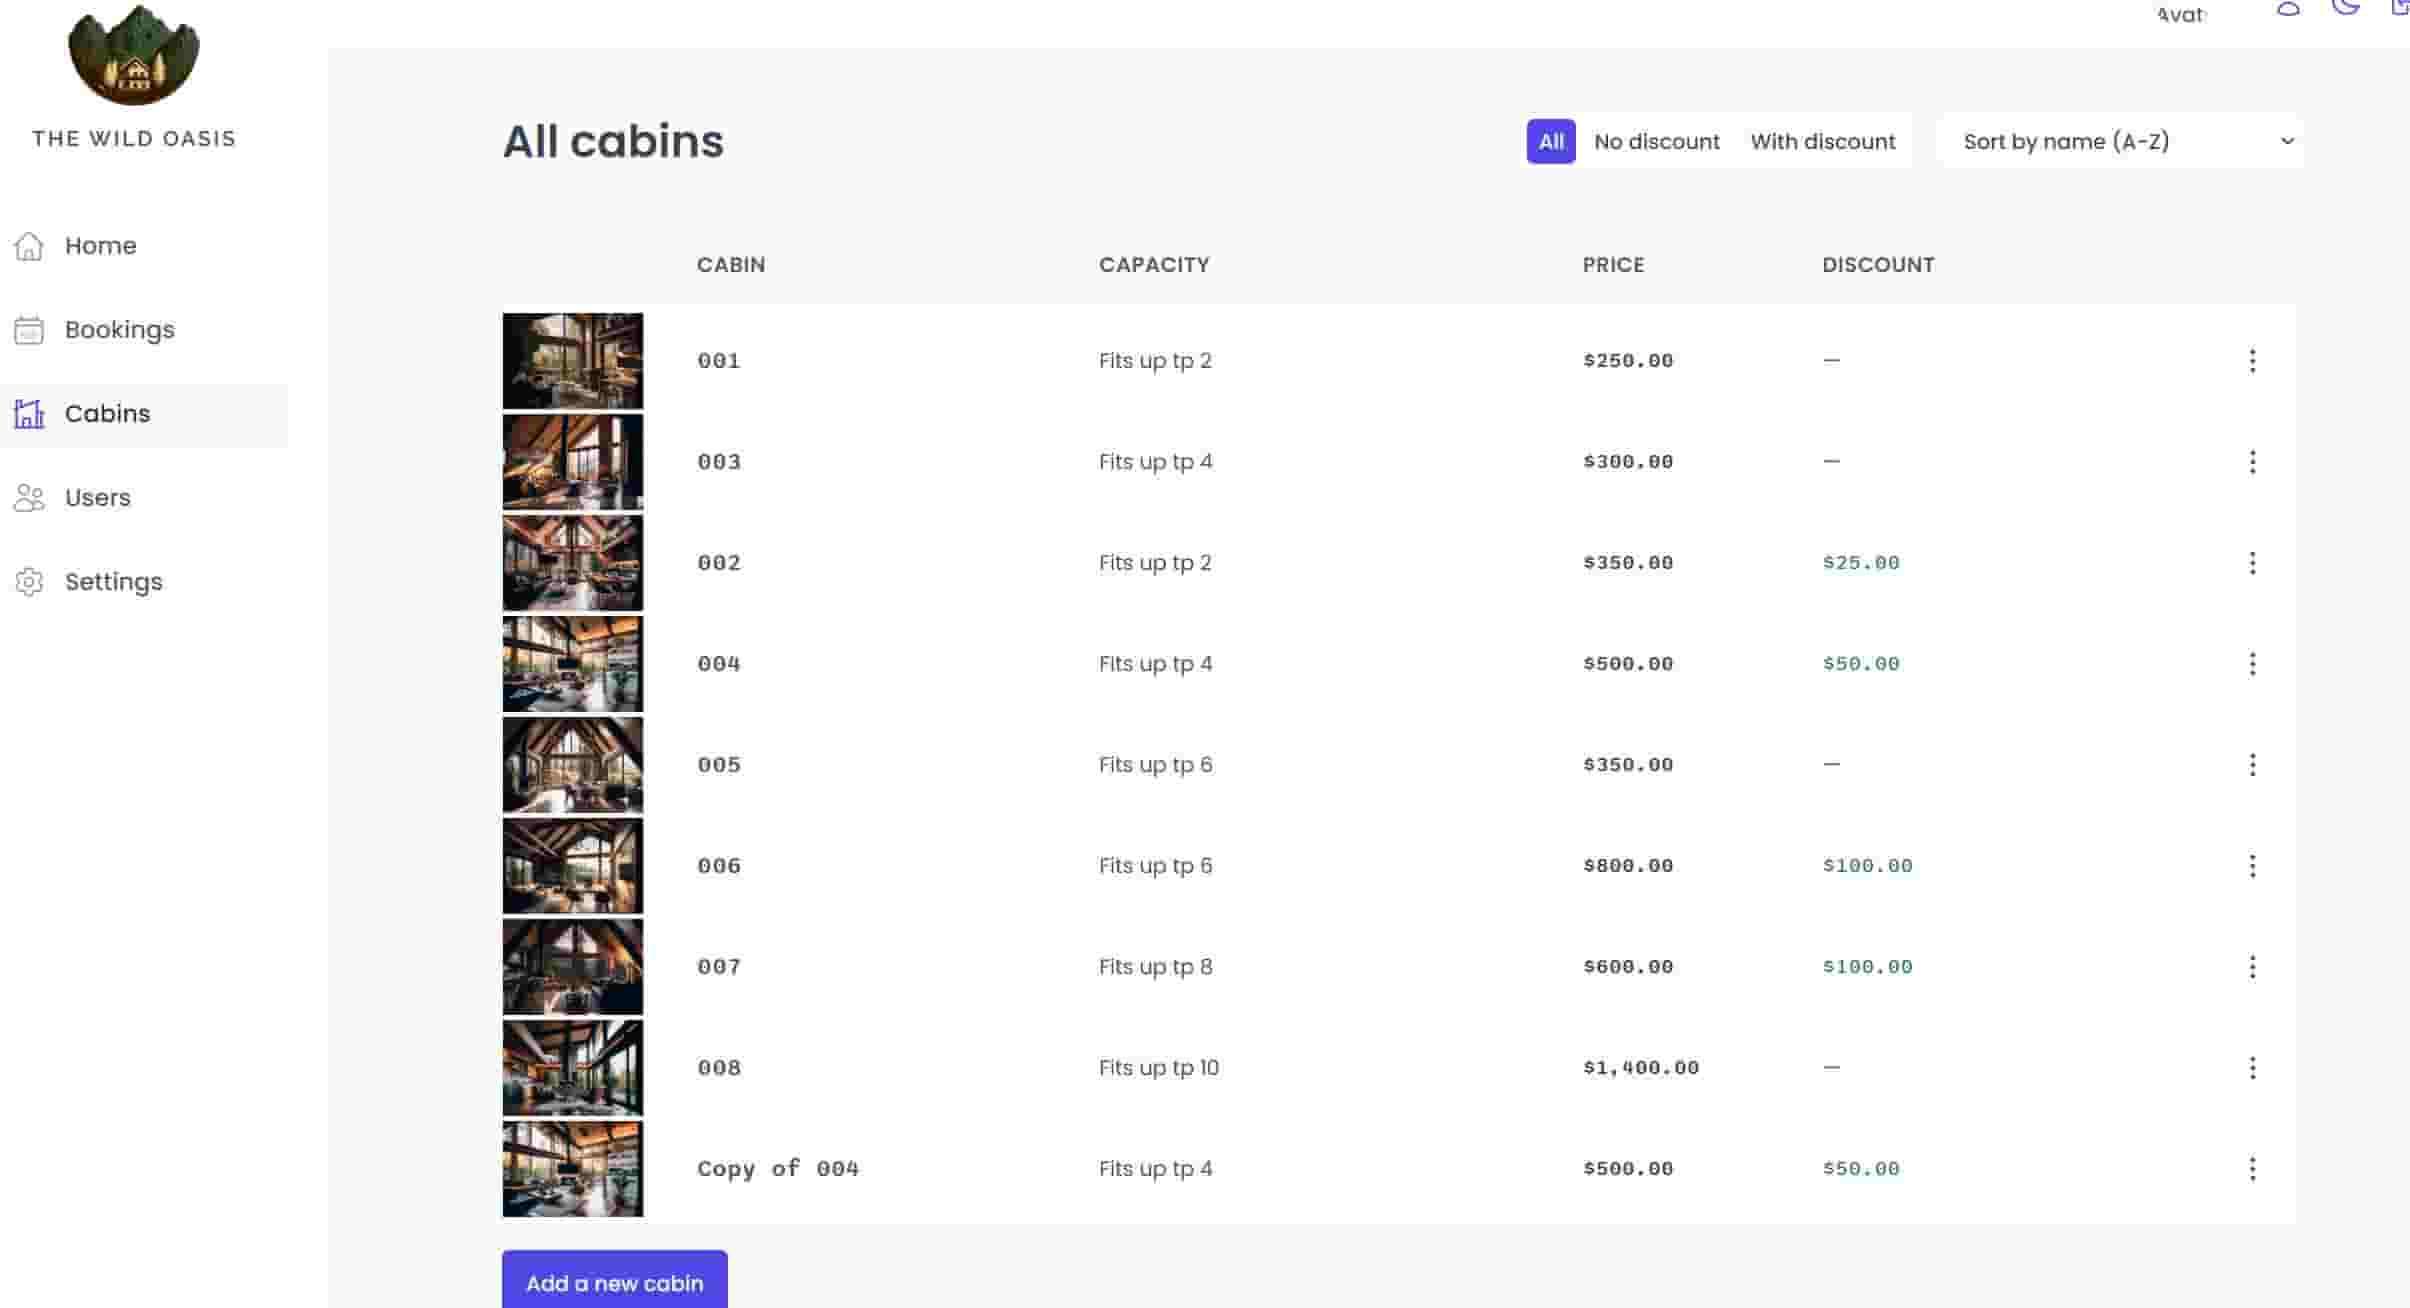 Avat
THE WILD OASIS
Home
Bookings
Cabins
Users
Settings
All cabins
All No discount With discount Sort by name (A-Z)
CABIN CAPACITY PRICE DISCOUNT
001 Fits up tp 2 $250.00 —
003 Fits up tp 4 $300.00 —
002 Fits up tp 2 $350.00 $25.00
004 Fits up tp 4 $500.00 $50.00
005 Fits up tp 6 $350.00 —
006 Fits up tp 6 $800.00 $100.00
007 Fits up tp 8 $600.00 $100.00
008 Fits up tp 10 $1,400.00 —
Copy of 004 Fits up tp 4 $500.00 $50.00
Add a new cabin